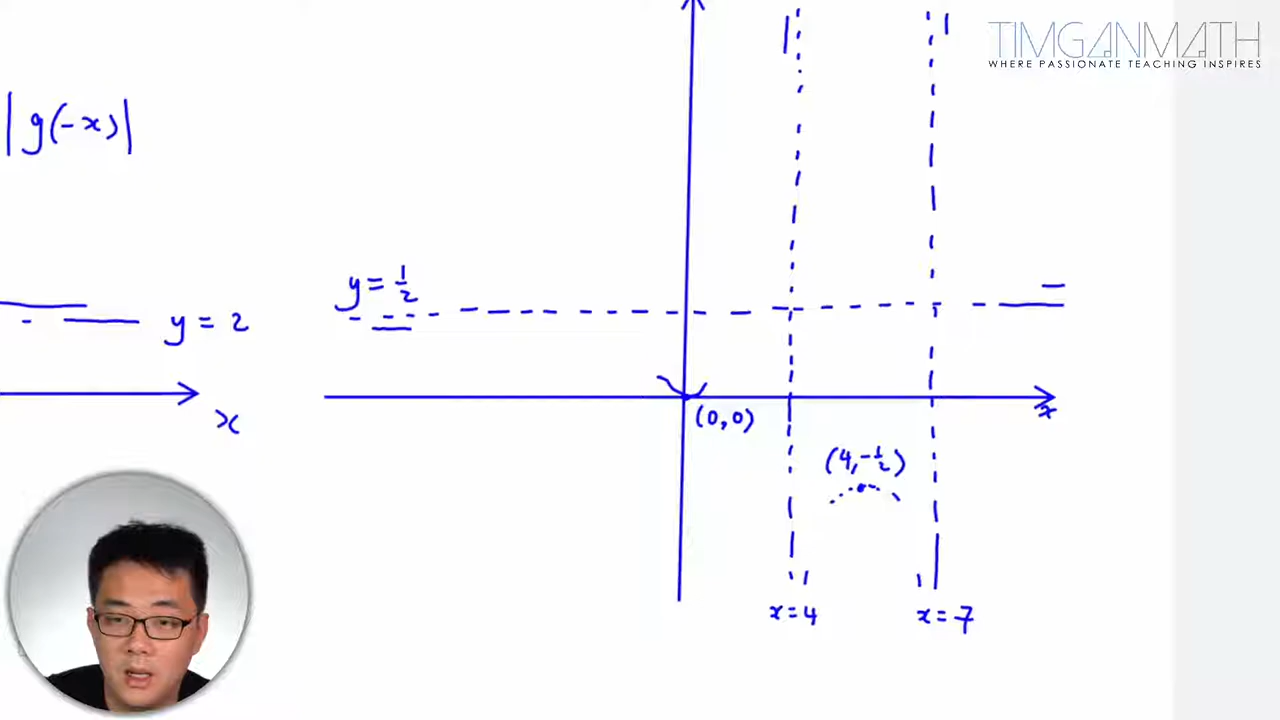 TIMGANMATH
WHERE PASSIONATE TEACHING INSPIRES
|g(-x)|
y = 1/2
y = 2
x
x
(0,0)
(4,-1/2)
x=4
x=7